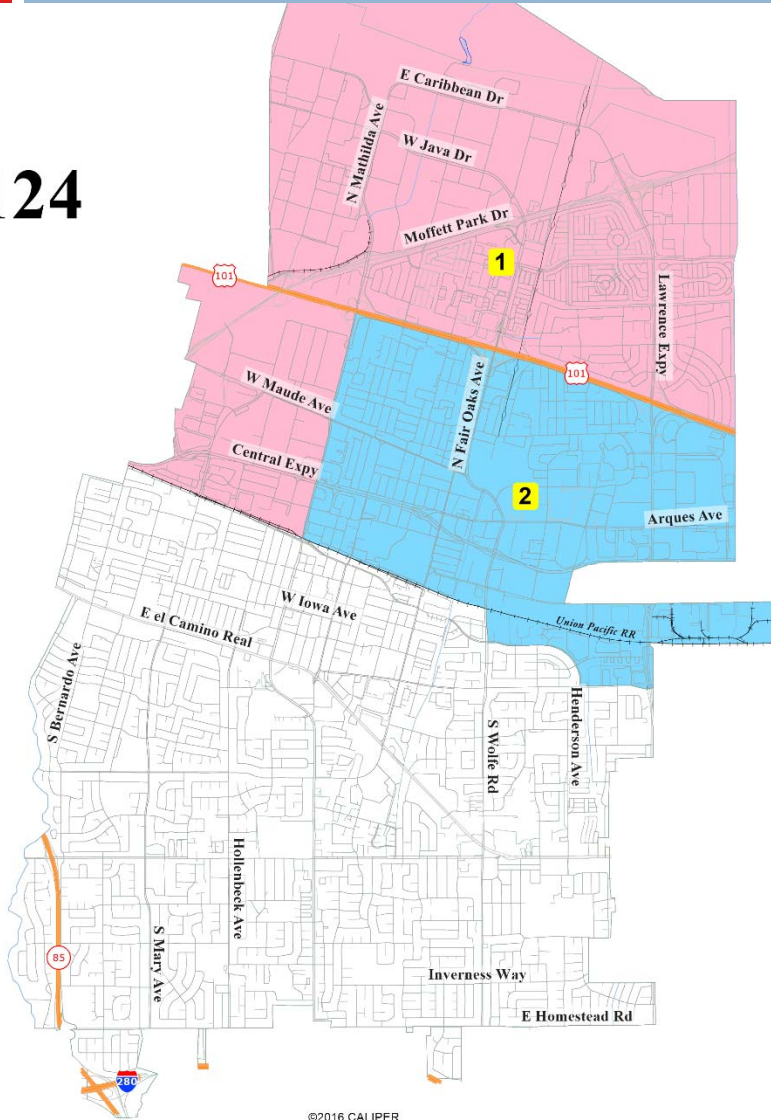 E Caribbean Dr
N Mathilda Ave
W Java Dr
124
Moffett Park Dr
1
101
Lawrence Expy
101
W Maude Ave
N Fair Oaks Ave
Central Expy
2
Arques Ave
W Iowa Ave
E el Camino Real
Union Pacific RR
S Bernardo Ave
S Wolfe Rd
Henderson Ave
Hollenbeck Ave
S Mary Ave
85
Inverness Way
E Homestead Rd
280
©2016 CALIPER